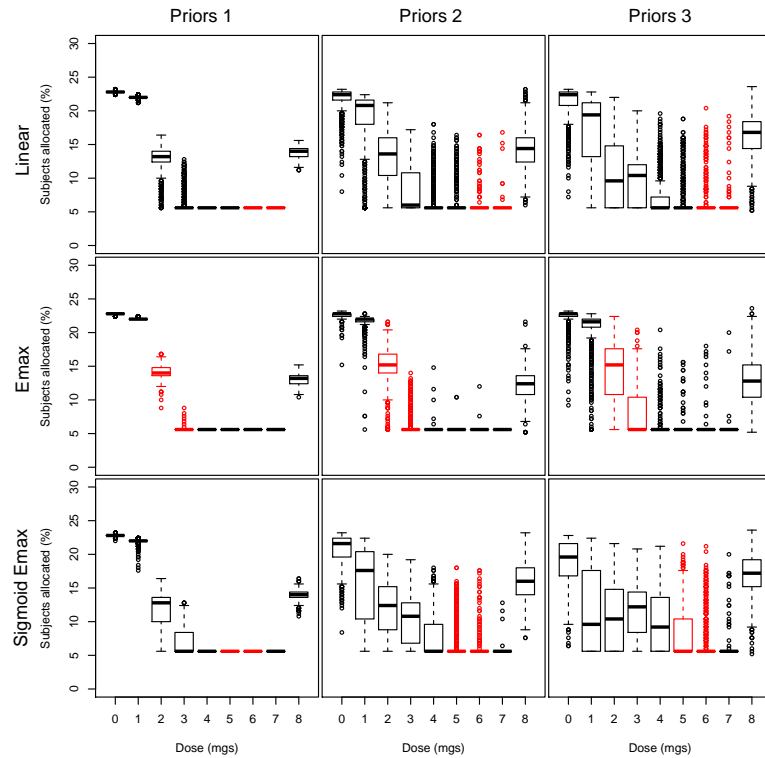 Priors 1 Priors 2 Priors 3
Linear
Subjects allocated (%)
30
25
20
15
10
5
0
Emax
Subjects allocated (%)
30
25
20
15
10
5
0
Sigmoid Emax
Subjects allocated (%)
30
25
20
15
10
5
0
0 1 2 3 4 5 6 7 8 0 1 2 3 4 5 6 7 8 0 1 2 3 4 5 6 7 8
Dose (mgs) Dose (mgs) Dose (mgs)